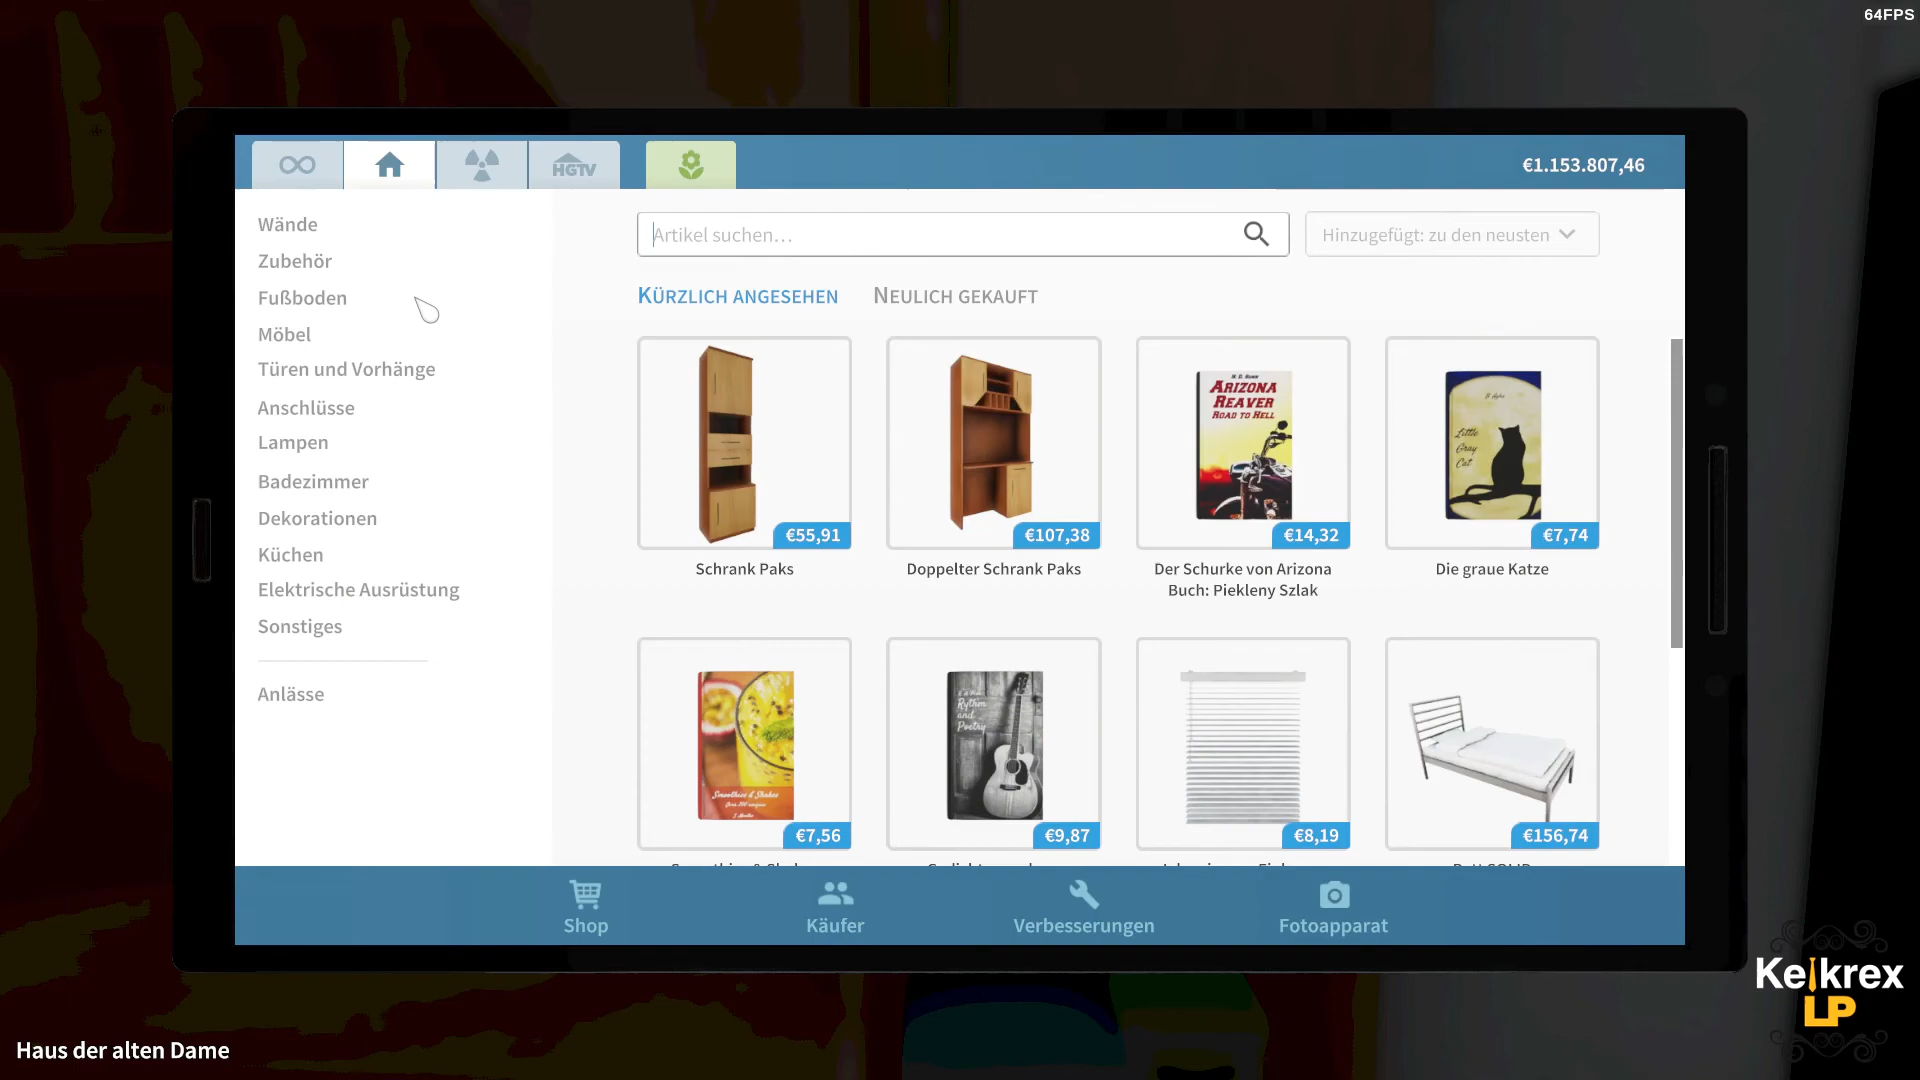 64FPS
HGTV
€1.153.807,46
Wände
Zubehör
Fußboden
Möbel
Türen und Vorhänge
Anschlüsse
Lampen
Badezimmer
Dekorationen
Küchen
Elektrische Ausrüstung
Sonstiges
Anlässe
Artikel suchen…
Hinzugefügt: zu den neusten
KÜRZLICH ANGESEHEN
NEULICH GEKAUFT
ARIZONA
REAVER
ROAD TO HELL
Little
Gray
Cat
€55,91
€107,38
€14,32
€7,74
Schrank Paks
Doppelter Schrank Paks
Der Schurke von Arizona
Buch: Piekleny Szlak
Die graue Katze
Smoothies & Shakes
Rythm
and
Poetry
€7,56
€9,87
€8,19
€156,74
Shop
Käufer
Verbesserungen
Fotoapparat
Keikrex
LP
Haus der alten Dame